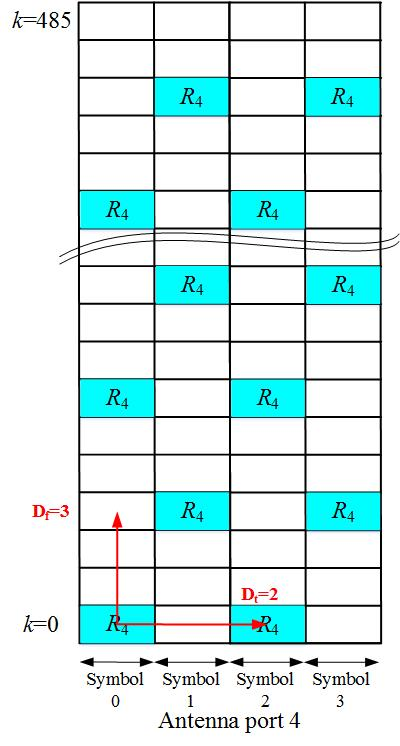 k=485
R4 R4
R4 R4
R4 R4
R4 R4
Df=3 R4 R4
Dt=2
k=0 R4 R4
Symbol Symbol Symbol Symbol
0 1 2 3
Antenna port 4